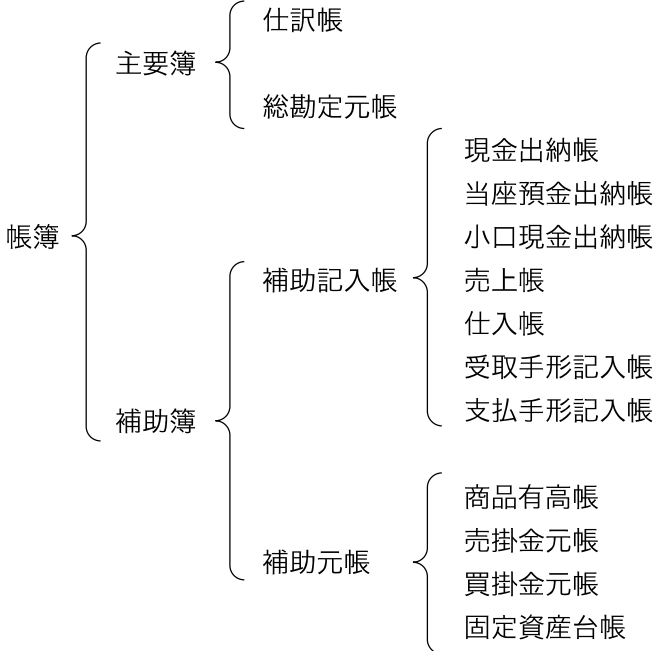 帳簿
主要簿
仕訳帳
総勘定元帳
補助簿
補助記入帳
現金出納帳
当座預金出納帳
小口現金出納帳
売上帳
仕入帳
受取手形記入帳
支払手形記入帳
補助元帳
商品有高帳
売掛金元帳
買掛金元帳
固定資産台帳